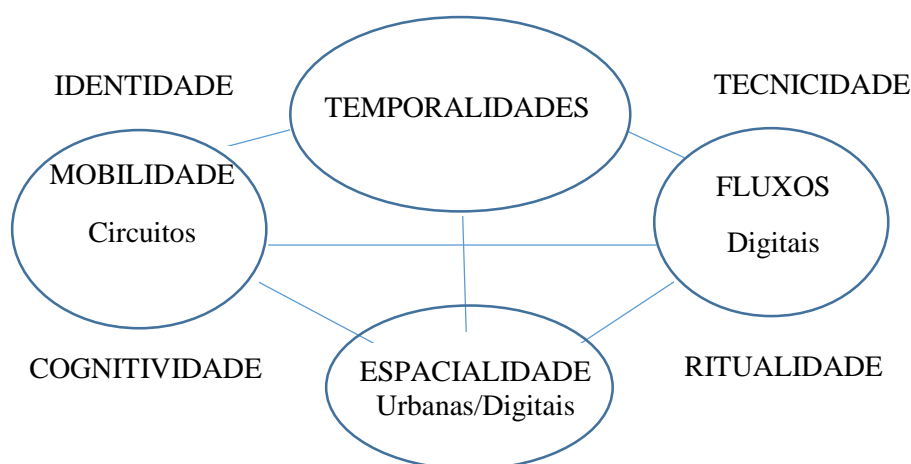 IDENTIDADE
TECNICIDADE
TEMPORALIDADES
MOBILIDADE
Circuitos
FLUXOS
Digitais
COGNITIVIDADE
ESPACIALIDADE
Urbanas/Digitais
RITUALIDADE